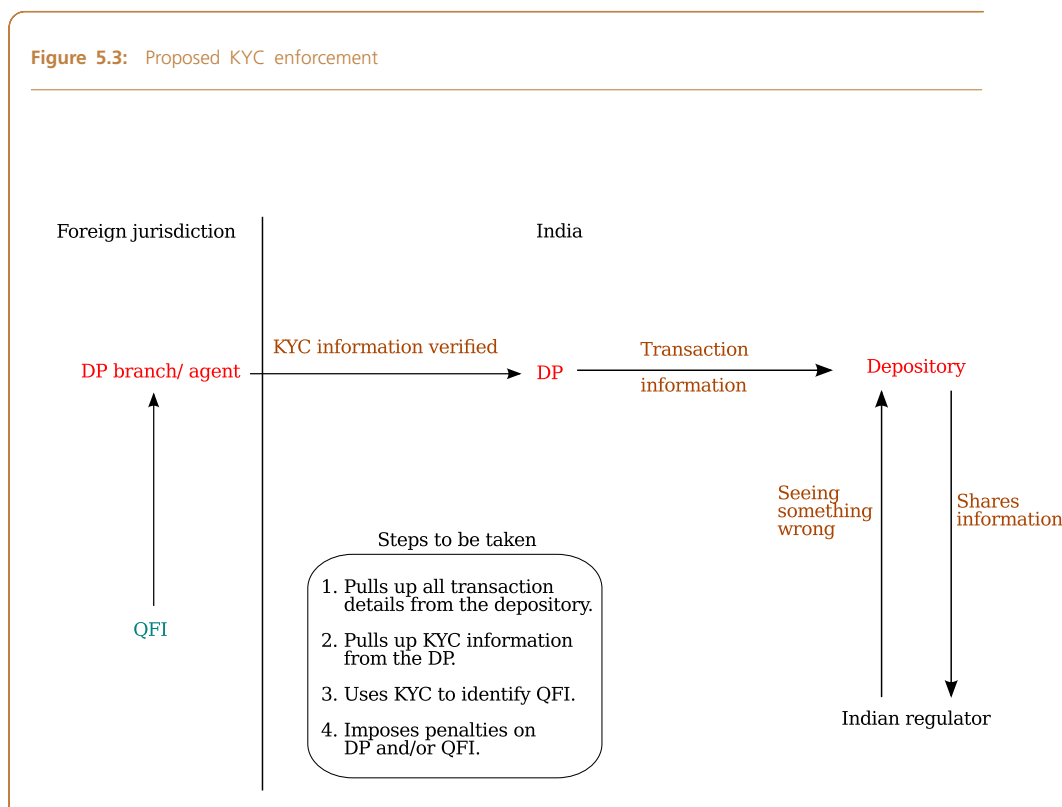 Figure 5.3: Proposed KYC enforcement
Foreign jurisdiction
India
KYC information verified
DP branch/ agent
DP
Transaction
information
Depository
Seeing
something
wrong
Shares
information
Steps to be taken
1. Pulls up all transaction
details from the depository.
2. Pulls up KYC information
from the DP.
3. Uses KYC to identify QFI.
4. Imposes penalties on
DP and/or QFI.
QFI
Indian regulator